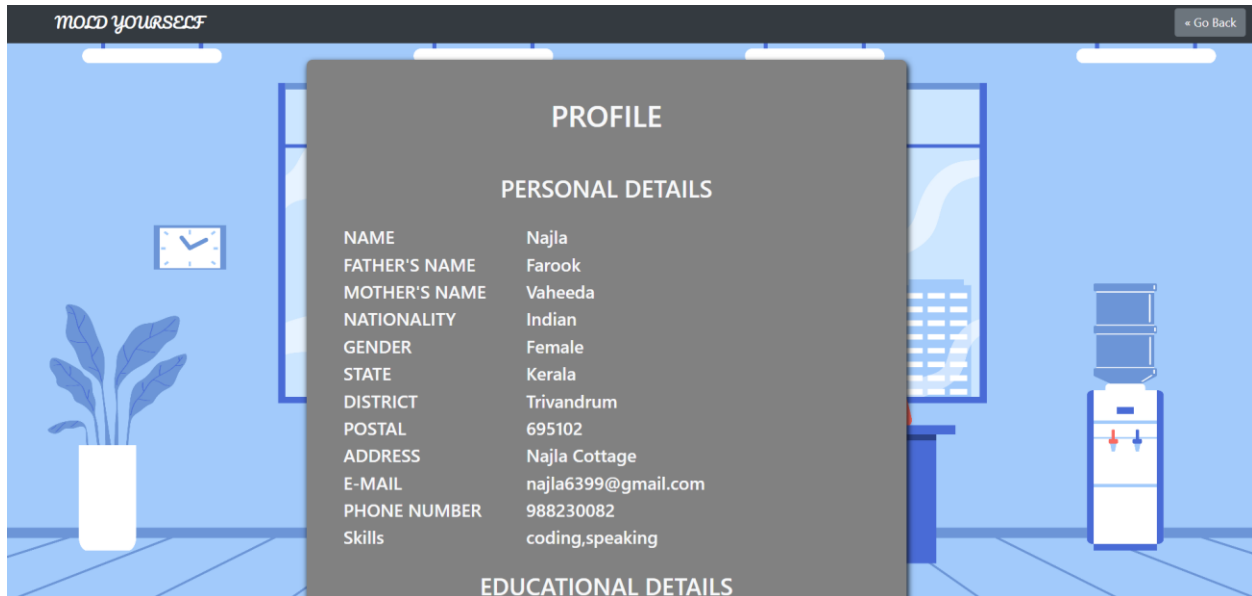 MOLD YOURSELF
« Go Back
PROFILE
PERSONAL DETAILS
NAME Najla
FATHER'S NAME Farook
MOTHER'S NAME Vaheeda
NATIONALITY Indian
GENDER Female
STATE Kerala
DISTRICT Trivandrum
POSTAL 695102
ADDRESS Najla Cottage
E-MAIL najla6399@gmail.com
PHONE NUMBER 988230082
Skills coding,speaking
EDUCATIONAL DETAILS